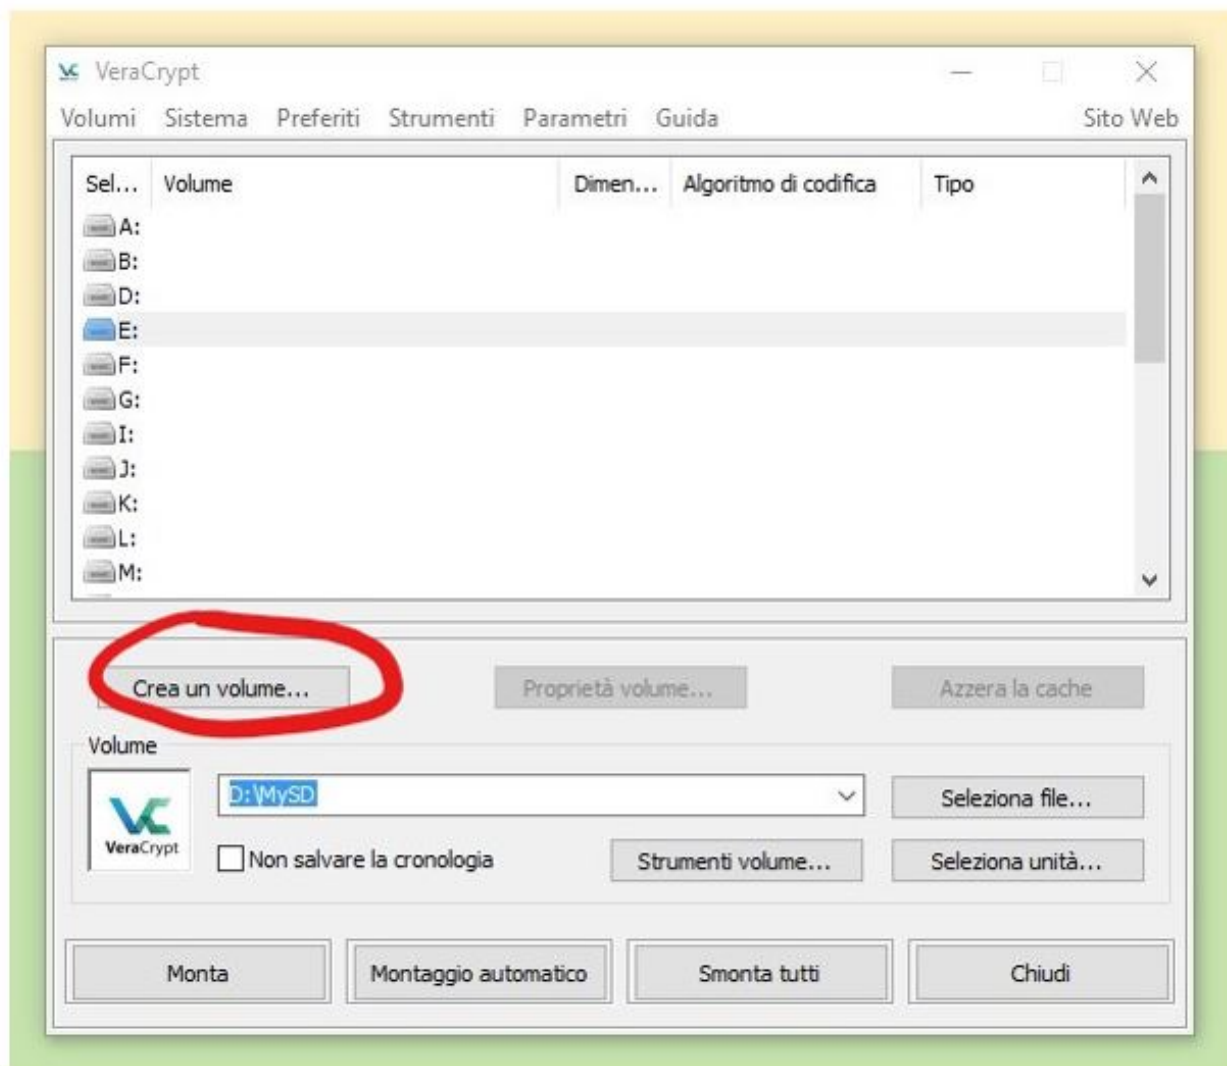 VeraCrypt
Volumi Sistema Preferiti Strumenti Parametri Guida Sito Web
Sel... Volume Dimen... Algoritmo di codifica Tipo
A:
B:
D:
E:
F:
G:
I:
J:
K:
L:
M:
Crea un volume... Proprietà volume... Azzera la cache
Volume
D:\MySD Seleziona file...
VeraCrypt
Non salvare la cronologia Strumenti volume... Seleziona unità...
Monta Montaggio automatico Smonta tutti Chiudi